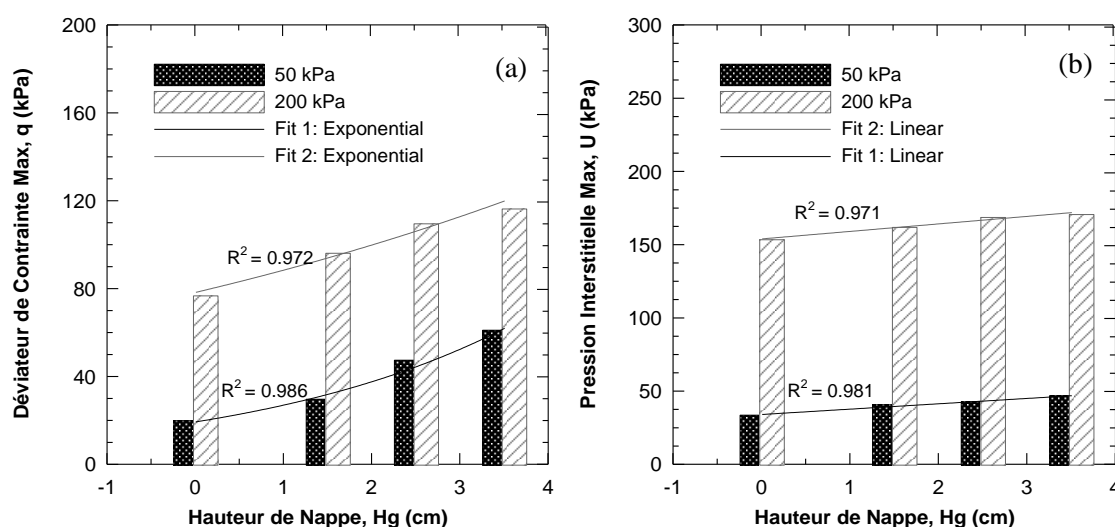 200
160
120
80
40
0
-1 0 1 2 3 4
Déviateur de Contrainte Max, q (kPa)
Hauteur de Nappe, Hg (cm)
(a)
50 kPa
200 kPa
Fit 1: Exponential
Fit 2: Exponential
R2 = 0.972
R2 = 0.986
300
250
200
150
100
50
0
-1 0 1 2 3 4
Pression Interstitielle Max, U (kPa)
Hauteur de Nappe, Hg (cm)
(b)
50 kPa
200 kPa
Fit 2: Linear
Fit 1: Linear
R2 = 0.971
R2 = 0.981